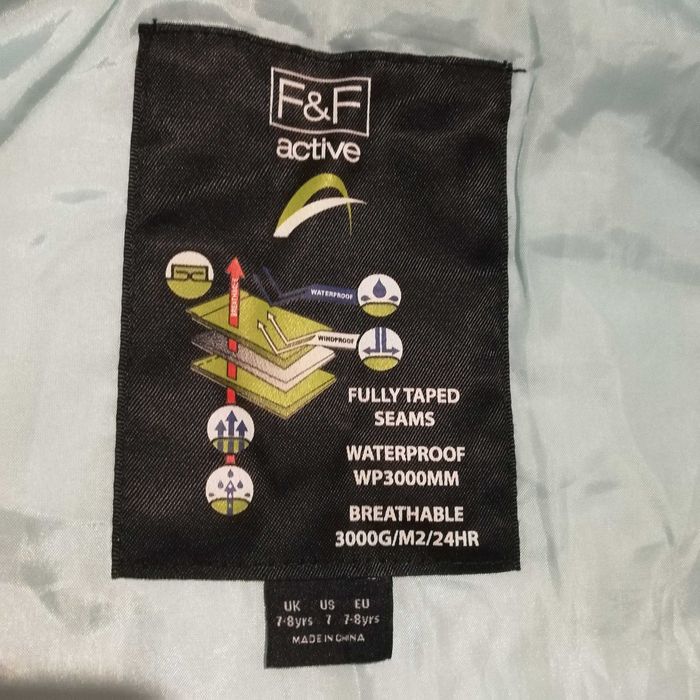 F&F
active
BREATHABLE
WATERPROOF
WINDPROOF
FULLY TAPED
SEAMS
WATERPROOF
WP3000MM
BREATHABLE
3000G/M2/24HR
UK US EU
7-8yrs 7 7-8yrs
MADE IN CHINA